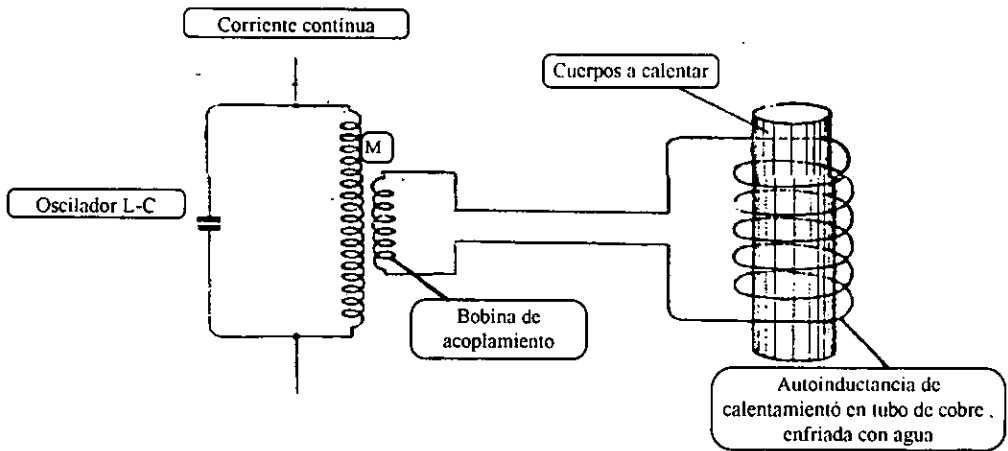 Corriente contínua
Cuerpos a calentar
M
Oscilador L-C
Bobina de
acoplamiento
Autoinductancia de
calentamientó en tubo de cobre .
enfriada con agua